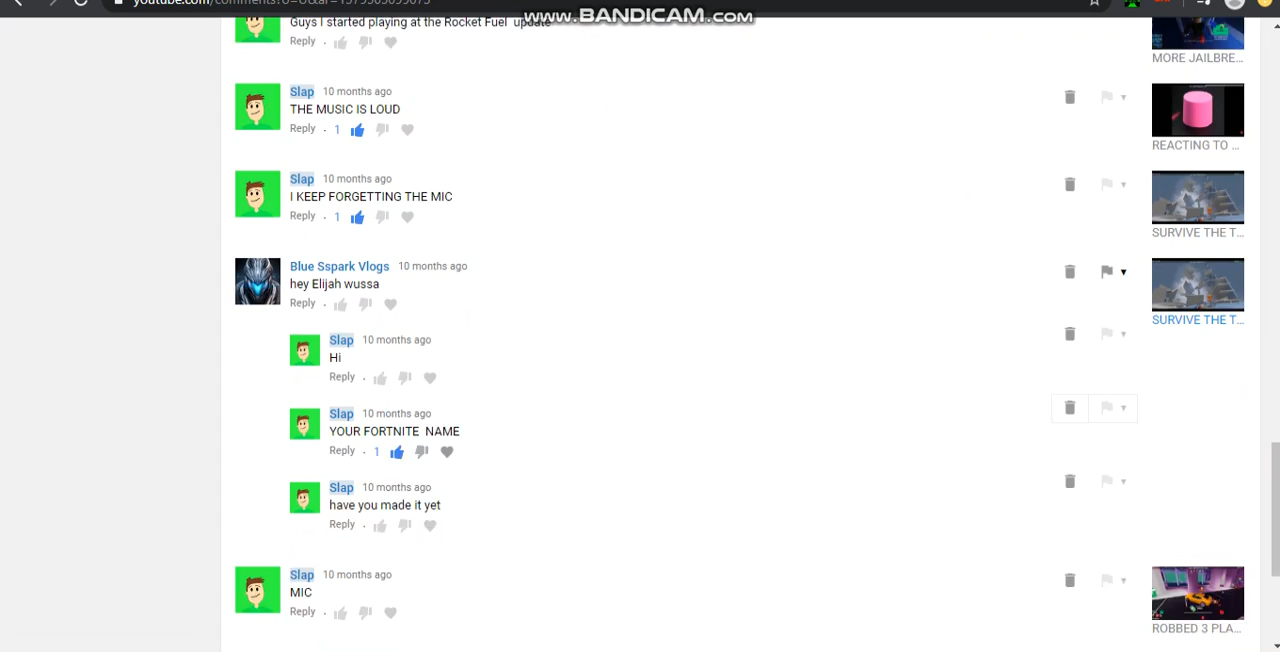 youtube.com/comments?
www.BANDICAM.com
Guys I started playing at the Rocket Fuel update
Reply
MORE JAILBRE...
Slap 10 months ago
THE MUSIC IS LOUD
Reply . 1
REACTING TO ...
Slap 10 months ago
I KEEP FORGETTING THE MIC
Reply . 1
SURVIVE THE T...
Blue Sspark Vlogs 10 months ago
hey Elijah wussa
Reply .
SURVIVE THE T...
Slap 10 months ago
Hi
Reply .
Slap 10 months ago
YOUR FORTNITE NAME
Reply . 1
Slap 10 months ago
have you made it yet
Reply .
Slap 10 months ago
MIC
Reply .
ROBBED 3 PLA...